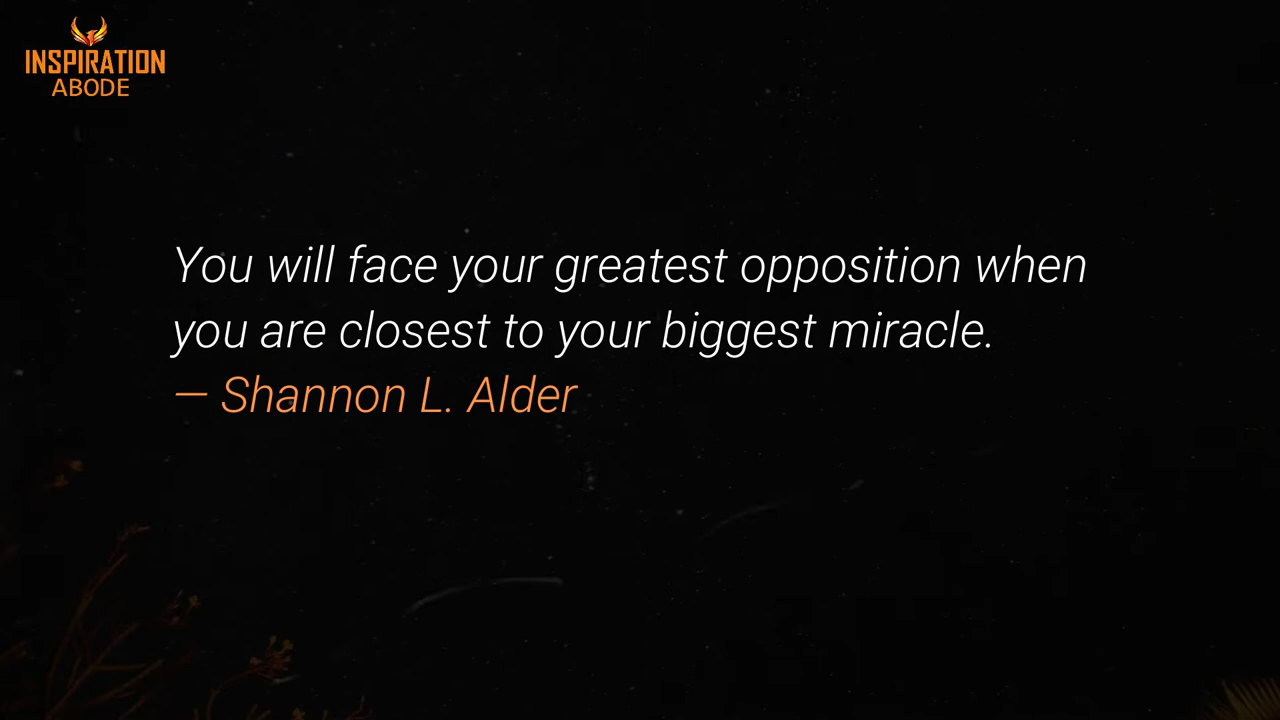 INSPIRATION
ABODE
You will face your greatest opposition when
you are closest to your biggest miracle.
— Shannon L. Alder